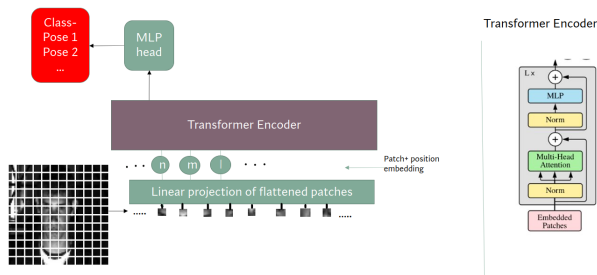 Class-
Pose 1
Pose 2
...
MLP
head
Transformer Encoder
n
m
l
Patch+ position
embedding
Linear projection of flattened patches
.....
.....
Transformer Encoder
L x
+
MLP
Norm
+
Multi-Head
Attention
Norm
Embedded
Patches